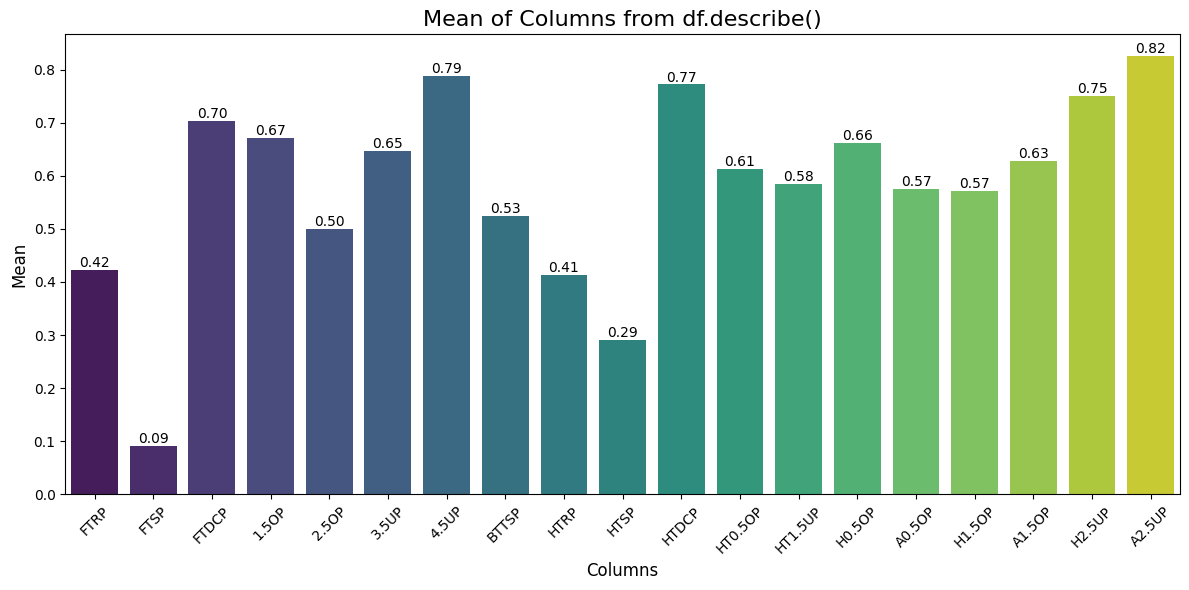 Mean of Columns from df.describe()
Mean
0.8
0.7
0.6
0.5
0.4
0.3
0.2
0.1
0.0
0.42
0.09
0.70
0.67
0.50
0.65
0.79
0.53
0.41
0.29
0.77
0.61
0.58
0.66
0.57
0.57
0.63
0.75
0.82
FTRP
FTSP
FTDCP
1.5OP
2.5OP
3.5UP
4.5UP
BTTSP
HTRP
HTSP
HTDCP
HT0.5OP
HT1.5UP
H0.5OP
A0.5OP
H1.5OP
A1.5OP
H2.5UP
A2.5UP
Columns